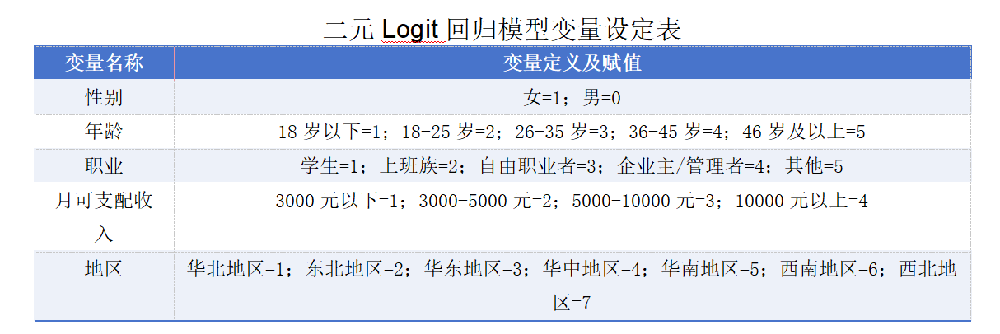 二元 Logit 回归模型变量设定表
变量名称 变量定义及赋值
性别 女=1；男=0
年龄 18 岁以下=1；18-25 岁=2；26-35 岁=3；36-45 岁=4；46 岁及以上=5
职业 学生=1；上班族=2；自由职业者=3；企业主/管理者=4；其他=5
月可支配收 3000 元以下=1；3000-5000 元=2；5000-10000 元=3；10000 元以上=4
入
地区 华北地区=1；东北地区=2；华东地区=3；华中地区=4；华南地区=5；西南地区=6；西北地
区=7